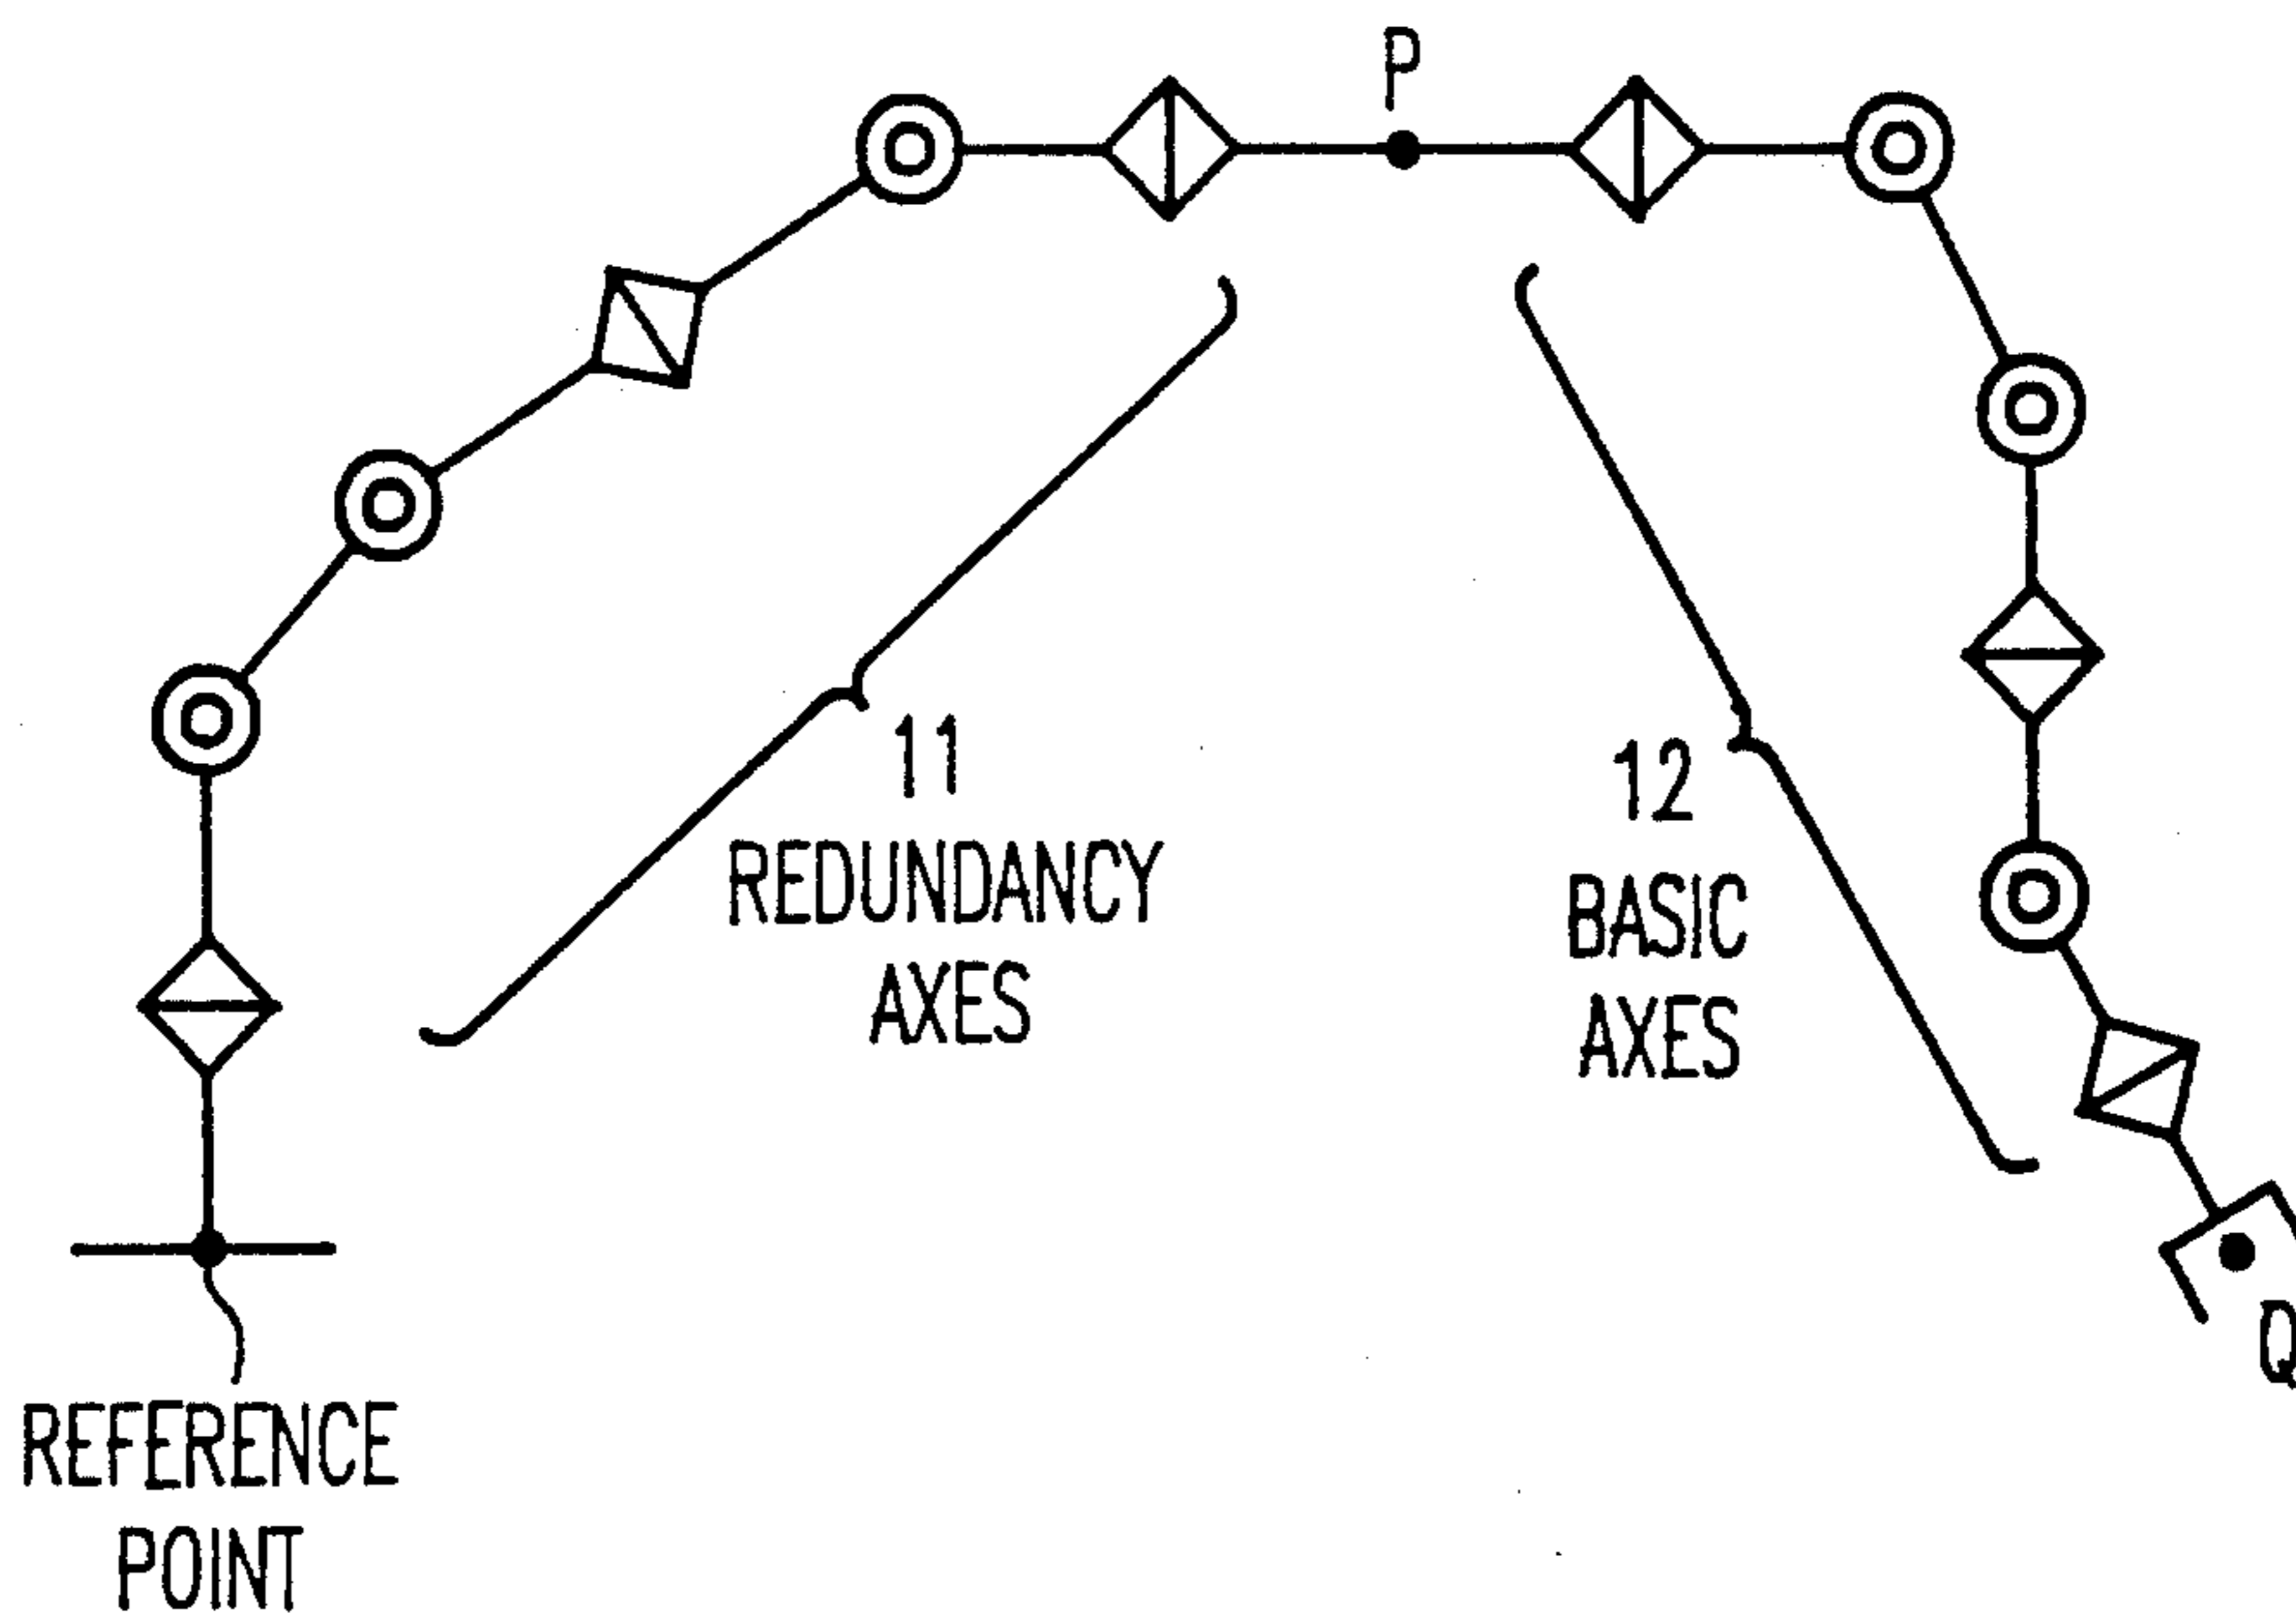 P
11
REDUNDANCY
AXES
12
BASIC
AXES
Q
REFERENCE
POINT